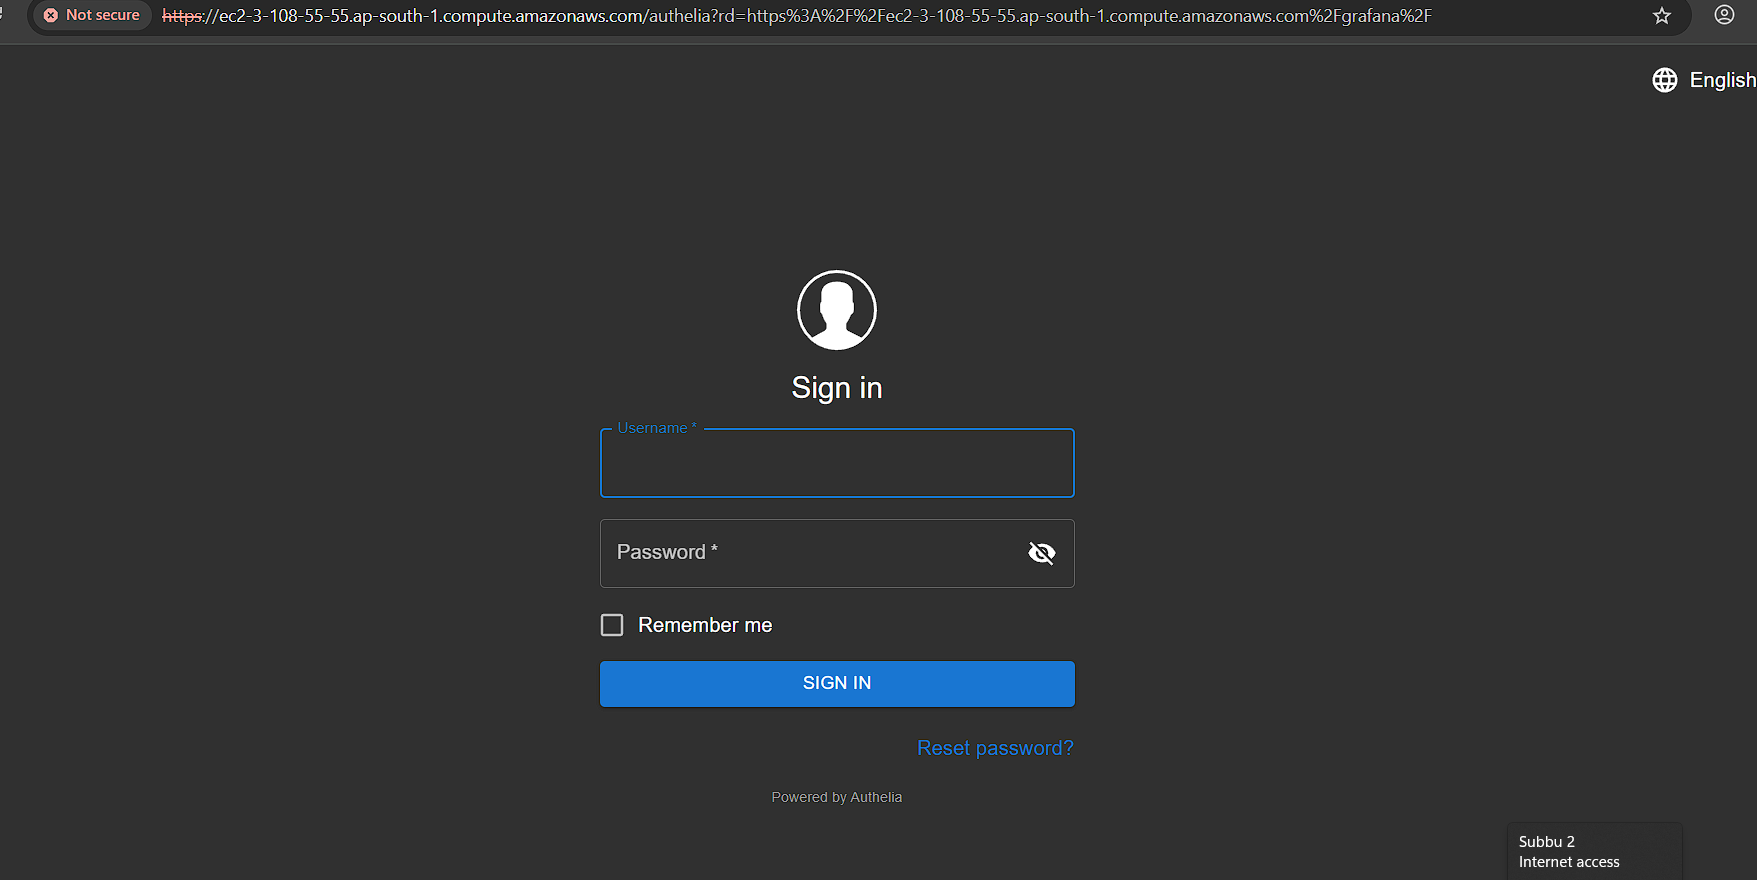 Not secure
https://ec2-3-108-55-55.ap-south-1.compute.amazonaws.com/authelia?rd=https%3A%2F%2Fec2-3-108-55-55.ap-south-1.compute.amazonaws.com%2Fgrafana%2F
English
Sign in
Username *
Password *
Remember me
SIGN IN
Reset password?
Powered by Authelia
Subbu 2
Internet access